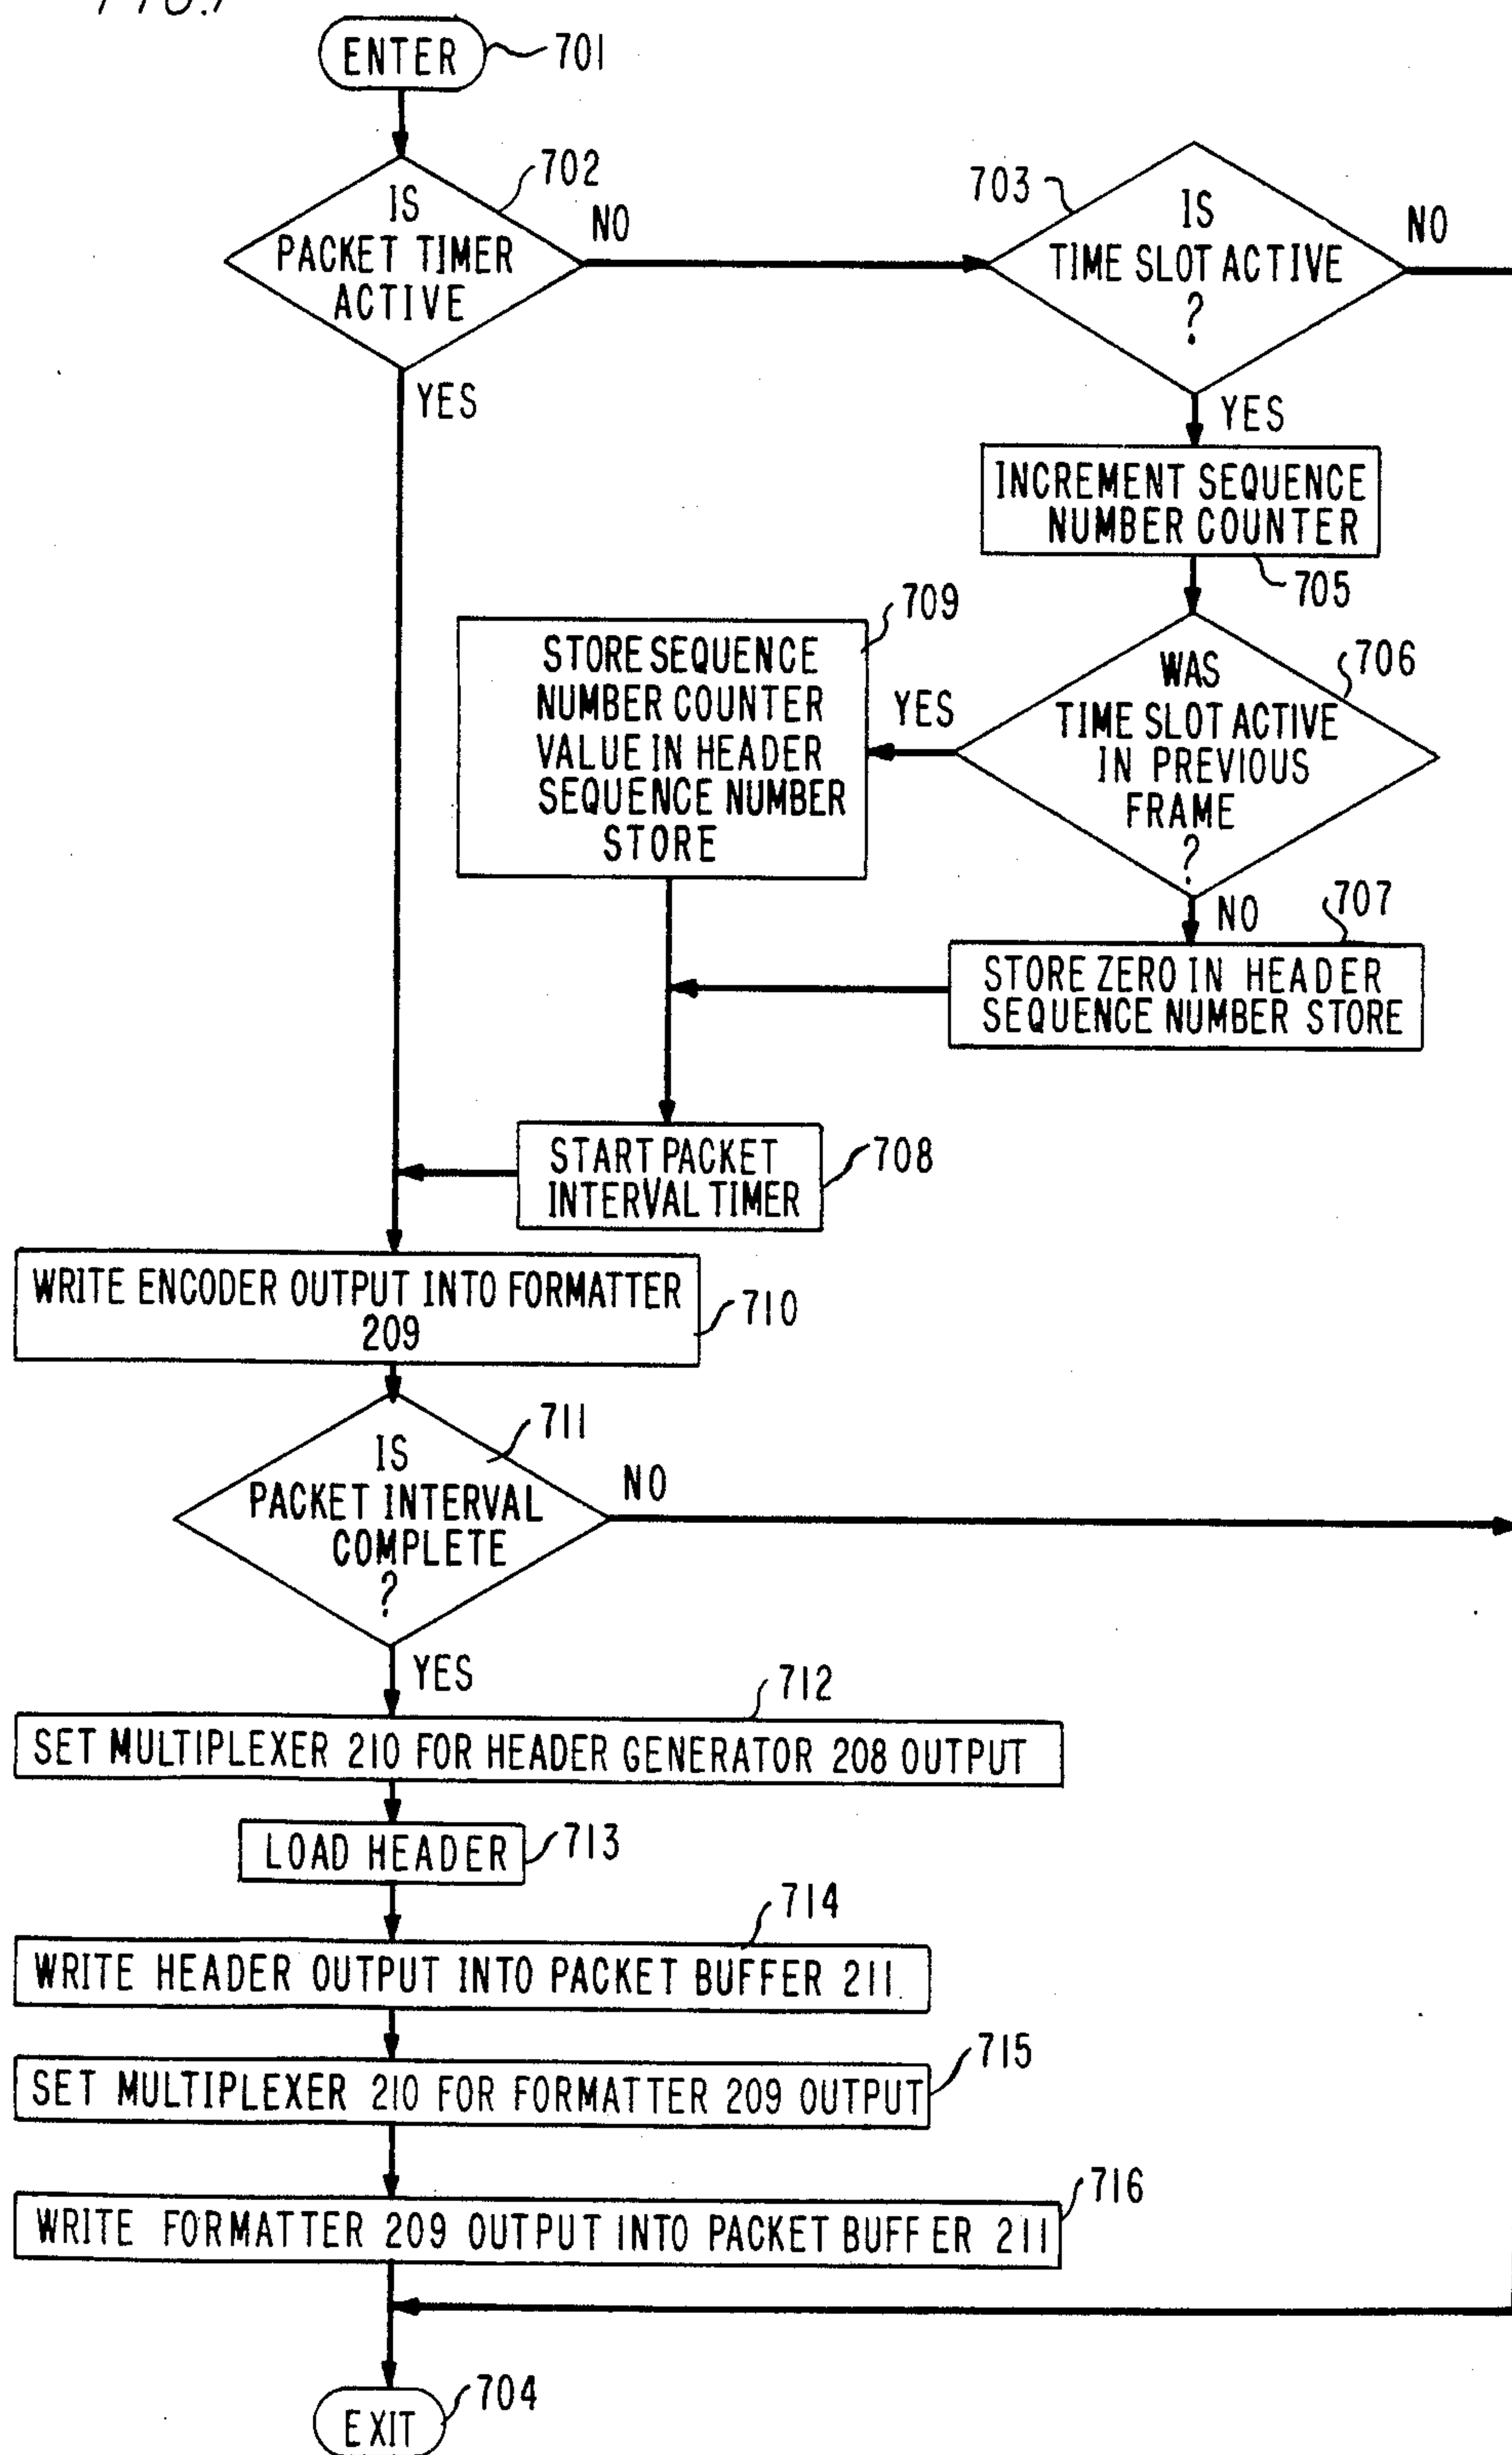 ENTER
701
702
IS
PACKET TIMER
ACTIVE
NO
YES
703
IS
TIME SLOT ACTIVE
?
NO
YES
INCREMENT SEQUENCE
NUMBER COUNTER
705
709
STORE SEQUENCE
NUMBER COUNTER
VALUE IN HEADER
SEQUENCE NUMBER
STORE
YES
706
WAS
TIME SLOT ACTIVE
IN PREVIOUS
FRAME
?
NO
707
STORE ZERO IN HEADER
SEQUENCE NUMBER STORE
START PACKET
INTERVAL TIMER
708
WRITE ENCODER OUTPUT INTO FORMATTER
209
710
711
IS
PACKET INTERVAL
COMPLETE
?
NO
YES
712
SET MULTIPLEXER 210 FOR HEADER GENERATOR 208 OUTPUT
LOAD HEADER
713
714
WRITE HEADER OUTPUT INTO PACKET BUFFER 211
715
SET MULTIPLEXER 210 FOR FORMATTER 209 OUTPUT
716
WRITE FORMATTER 209 OUTPUT INTO PACKET BUFFER 211
704
EXIT